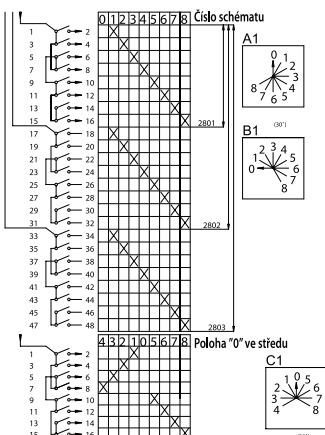 0 1 2 3 4 5 6 7 8 Číslo schématu
1 2 X
3 4 X
5 6 X
7 8 X
9 10 X
11 12 X
13 14 X
15 16 X
2801
17 18 X
19 20 X
21 22 X
23 24 X
25 26 X
27 28 X
29 30 X
31 32 X
2802
33 34 X
35 36 X
37 38 X
39 40 X
41 42 X
43 44 X
45 46 X
47 48 X
2803
A1
0 1 2 3 4 5 6 7 8
(30°)
B1
0 1 2 3 4 5 6 7 8
4 3 2 1 0 5 6 7 8 Poloha "0" ve středu
1 2 X
3 4 X
5 6 X
7 8 X
9 10 X
11 12 X
13 14 X
15 16 X
C1
4 3 2 1 0 5 6 7 8